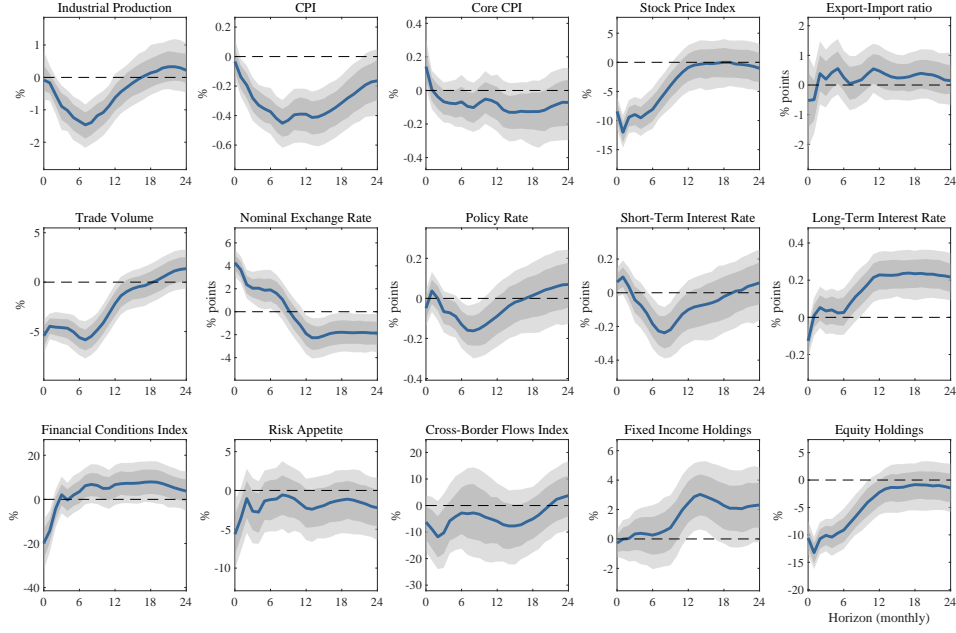 Industrial Production
%
1
0
-1
-2
0 6 12 18 24
CPI
%
0
-0.2
-0.4
-0.6
0 6 12 18 24
Core CPI
%
0.4
0.2
0
-0.2
-0.4
0 6 12 18 24
Stock Price Index
%
0
-5
-10
-15
0 6 12 18 24
Export-Import ratio
% points
2
1
0
-1
-2
0 6 12 18 24
Trade Volume
%
5
0
-5
0 6 12 18 24
Nominal Exchange Rate
% points
6
4
2
0
-2
-4
0 6 12 18 24
Policy Rate
% points
0.4
0.2
0
-0.2
-0.4
0 6 12 18 24
Short-Term Interest Rate
% points
0.4
0.2
0
-0.2
-0.4
0 6 12 18 24
Long-Term Interest Rate
% points
0.4
0.2
0
-0.2
0 6 12 18 24
Financial Conditions Index
%
20
0
-20
-40
0 6 12 18 24
Risk Appetite
%
0
-5
-10
0 6 12 18 24
Cross-Border Flows Index
%
20
10
0
-10
-20
-30
0 6 12 18 24
Fixed Income Holdings
%
6
4
2
0
-2
0 6 12 18 24
Equity Holdings
%
0
-5
-10
-15
-20
0 6 12 18 24
Horizon (monthly)